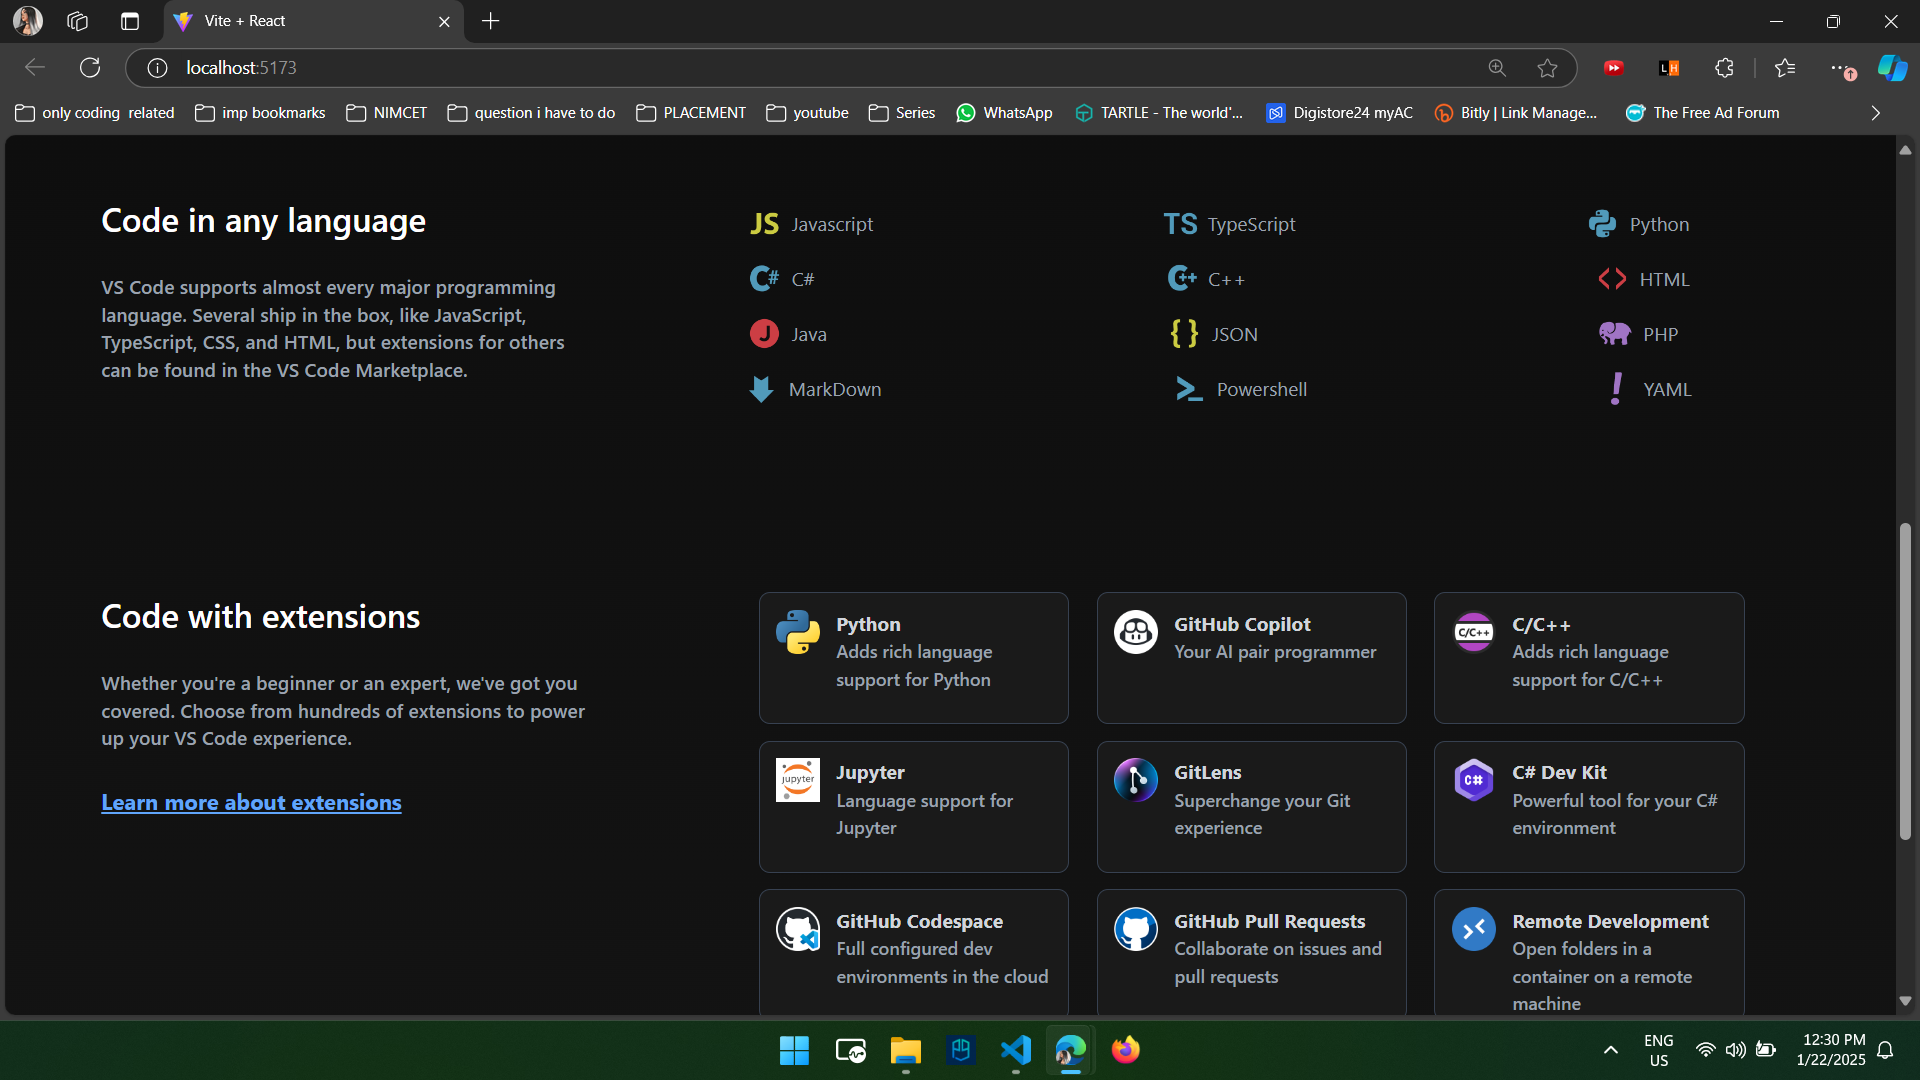 Vite + React
localhost:5173
only coding related
imp bookmarks
NIMCET
question i have to do
PLACEMENT
youtube
Series
WhatsApp
TARTLE - The world'...
Digistore24 myAC
Bitly | Link Manage...
The Free Ad Forum
LH
Code in any language
VS Code supports almost every major programming
language. Several ship in the box, like JavaScript,
TypeScript, CSS, and HTML, but extensions for others
can be found in the VS Code Marketplace.
JS Javascript
TS TypeScript
Python
C# C#
C++ C++
HTML
J Java
{ } JSON
PHP
MarkDown
Powershell
! YAML
Code with extensions
Whether you're a beginner or an expert, we've got you
covered. Choose from hundreds of extensions to power
up your VS Code experience.
Learn more about extensions
Python
Adds rich language
support for Python
GitHub Copilot
Your AI pair programmer
C/C++
C/C++
Adds rich language
support for C/C++
jupyter
Jupyter
Language support for
Jupyter
GitLens
Superchange your Git
experience
C#
C# Dev Kit
Powerful tool for your C#
environment
GitHub Codespace
Full configured dev
environments in the cloud
GitHub Pull Requests
Collaborate on issues and
pull requests
Remote Development
Open folders in a
container on a remote
machine
ENG
US
12:30 PM
1/22/2025